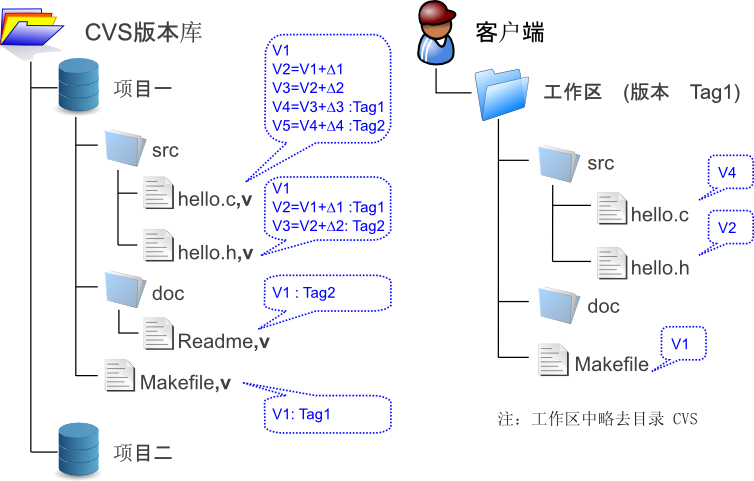 CVS版本库
项目一
src
hello.c,v
V1
V2=V1+Δ1
V3=V2+Δ2
V4=V3+Δ3 :Tag1
V5=V4+Δ4 :Tag2
hello.h,v
V1
V2=V1+Δ1 :Tag1
V3=V2+Δ2: Tag2
doc
Readme,v
V1 : Tag2
Makefile,v
V1: Tag1
项目二
客户端
工作区 (版本 Tag1)
src
hello.c
V4
hello.h
V2
doc
Makefile
V1
注: 工作区中略去目录 CVS